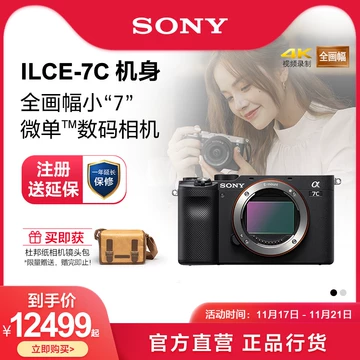 SONY
ILCE-7C 机身
全画幅小“7”
微单™数码相机
4K
视频录制
全画幅
注册
送延保
一年延长
保修
买即获
杜邦纸相机镜头包
*限量赠送，赠完即止!
SONY
α
7C
到手价
¥12499起
立即购买>
活动时间：11月17日 - 11月21日
官方直营 正品行货